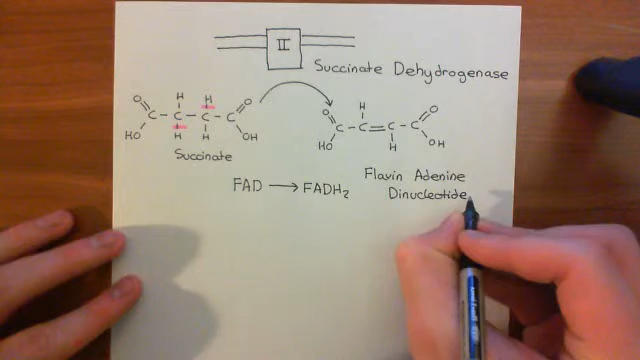 II
Succinate Dehydrogenase
O H H O
C - C - C - C
HO H H OH
O H O
C - C = C - C
HO H OH
Succinate
FAD → FADH₂
Flavin Adenine
Dinucleotide